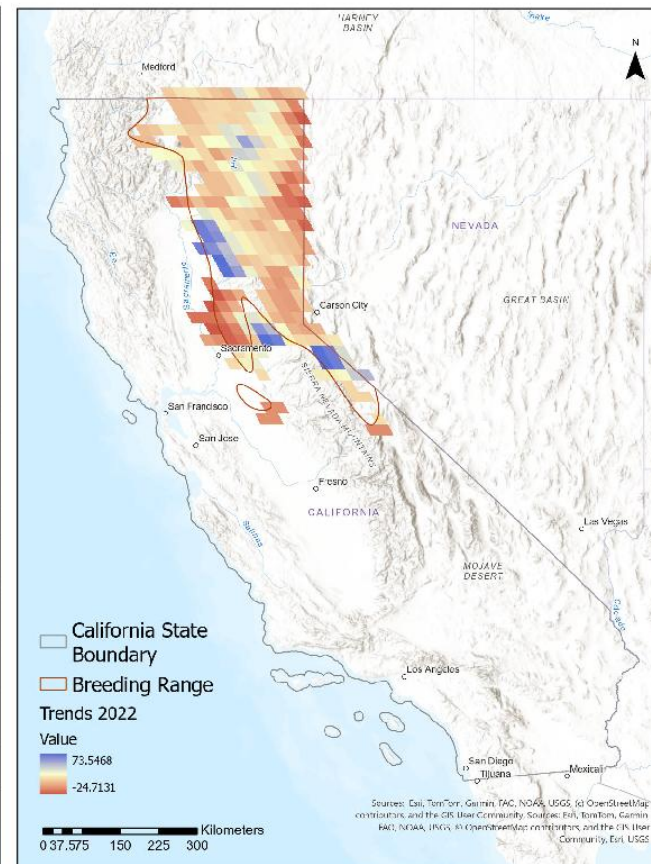 HARNEY
BASIN
Medford
N
Pit
NEVADA
Sacramento
Carson City
GREAT BASIN
Sacramento
SIERRA NEVADA MOUNTAINS
San Francisco
San Jose
Fresno
CALIFORNIA
Salinas
Las Vegas
MOJAVE
DESERT
Colorado
Los Angeles
California State
Boundary
Breeding Range
Trends 2022
Value
73.5468
-24.7131
San Diego
Tijuana
Mexicali
Kilometers
0 37.575 150 225 300
Sources: Esri, TomTom, Garmin, FAO, NOAA, USGS, (c) OpenStreetMap
contributors, and the GIS User Community, Sources: Esri, TomTom, Garmin,
FAO, NOAA, USGS, © OpenStreetMap contributors, and the GIS User
Community, Esri, USGS